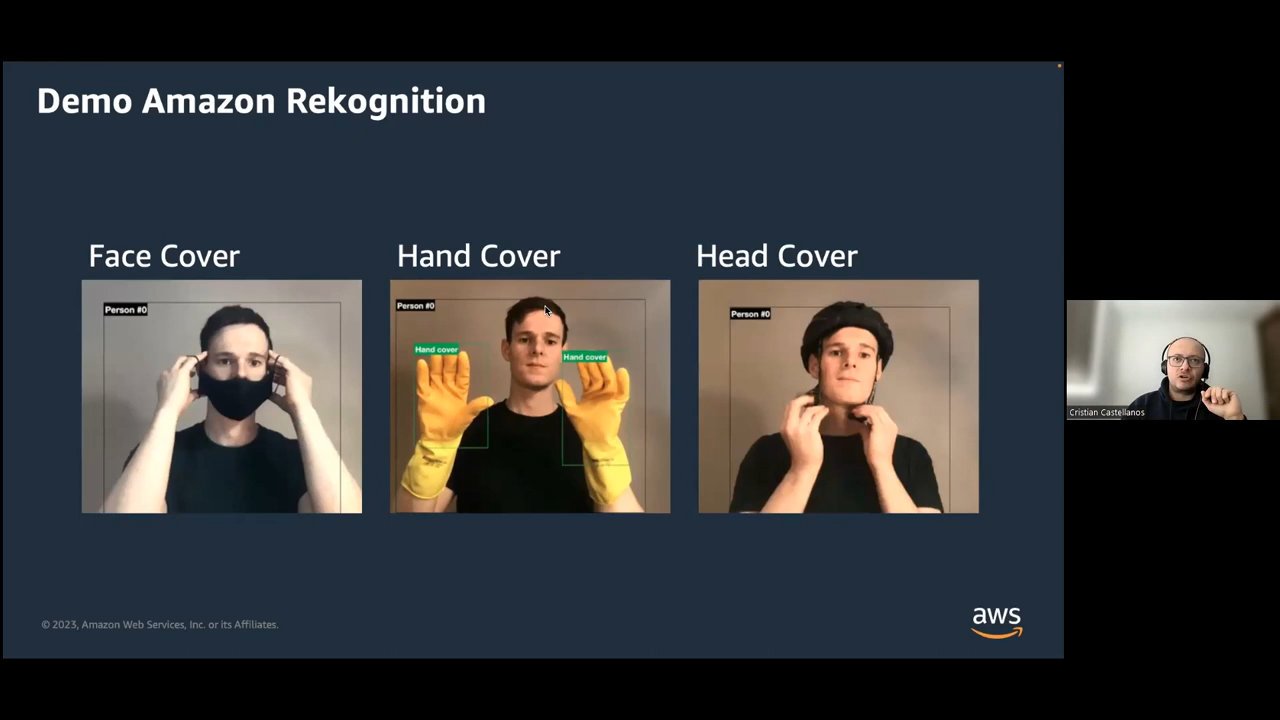 Demo Amazon Rekognition
Face Cover
Hand Cover
Head Cover
Person #0
Person #0
Hand cover
Hand cover
Person #0
Cristian Castellanos
© 2023, Amazon Web Services, Inc. or its Affiliates.
aws